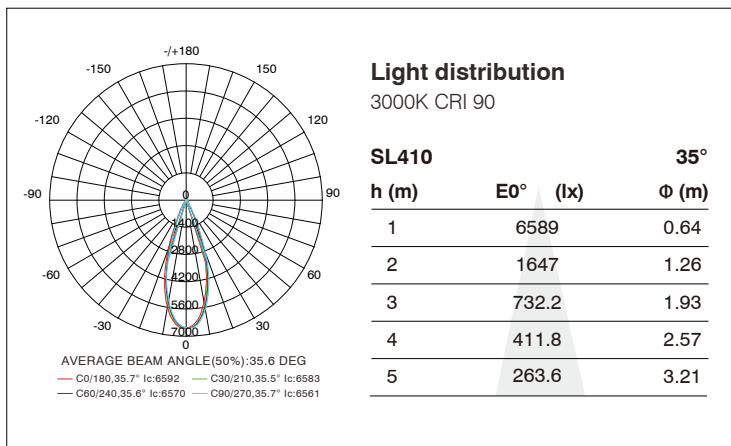 -/+180
-150 150
-120 120
-90 90
-60 60
-30 30
0
0
1400
2800
4200
5600
7000
AVERAGE BEAM ANGLE(50%):35.6 DEG
C0/180,35.7° Ic:6592 C30/210,35.5° Ic:6583
C60/240,35.6° Ic:6570 C90/270,35.7° Ic:6561
Light distribution
3000K CRI 90
SL410 35°
h (m) E0° (lx) Φ (m)
1 6589 0.64
2 1647 1.26
3 732.2 1.93
4 411.8 2.57
5 263.6 3.21